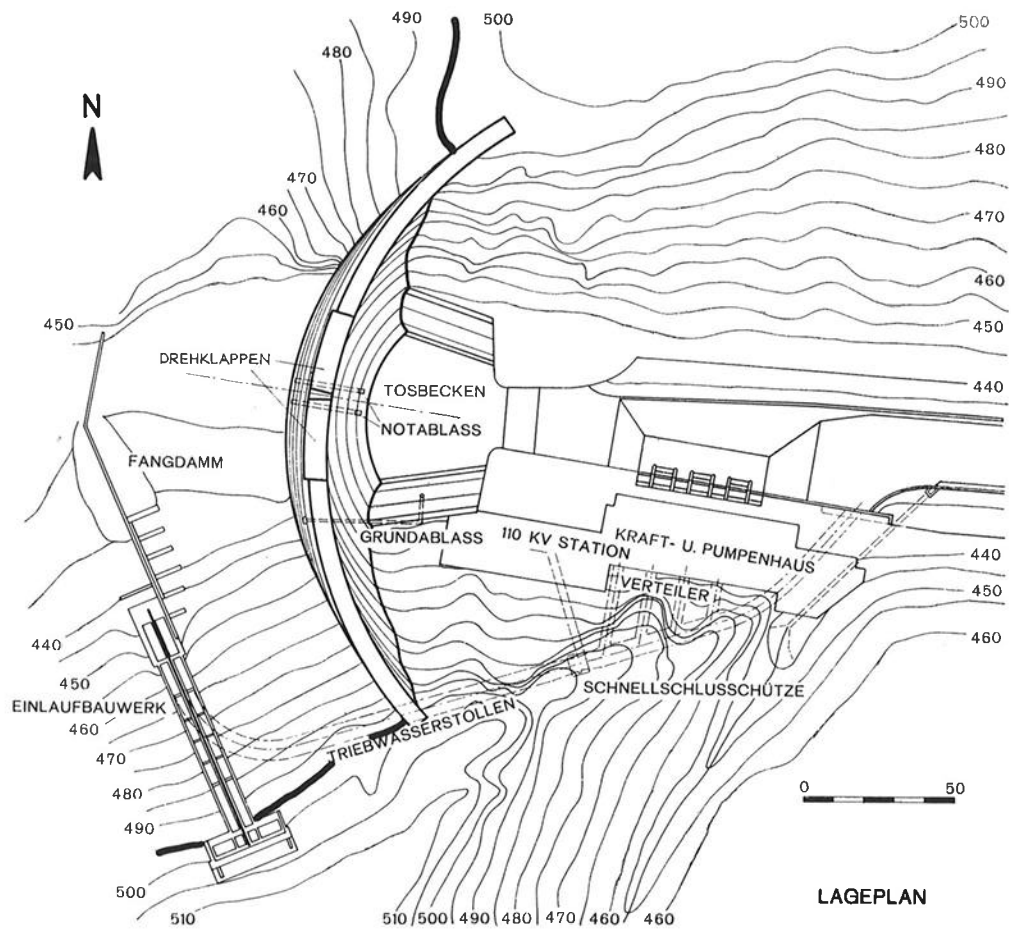 490
500
500
480
490
N
480
470
460
470
460
450
450
DREHKLAPPEN
TOSBECKEN
440
NOTABLASS
FANGDAMM
GRUNDABLASS
110 KV STATION
KRAFT- U. PUMPENHAUS
440
VERTEILER
450
440
460
450
SCHNELLSCHLUSSCHÜTZE
EINLAUFBAUWERK
460
TRIEBWASSERSTOLLEN
470
480
0 50
490
LAGEPLAN
500
510
510 500 490 480 470 460 460